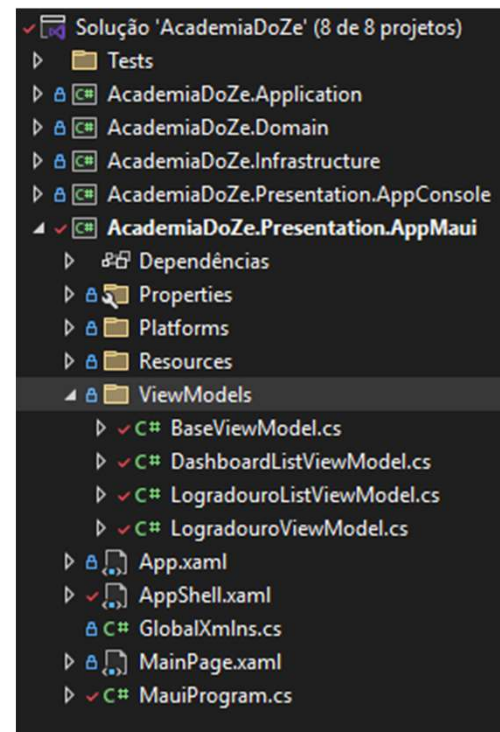 Solução 'AcademiaDoZe' (8 de 8 projetos)
Tests
C# AcademiaDoZe.Application
C# AcademiaDoZe.Domain
C# AcademiaDoZe.Infrastructure
C# AcademiaDoZe.Presentation.AppConsole
C# AcademiaDoZe.Presentation.AppMaui
Dependências
Properties
Platforms
Resources
ViewModels
C# BaseViewModel.cs
C# DashboardListViewModel.cs
C# LogradouroListViewModel.cs
C# LogradouroViewModel.cs
App.xaml
AppShell.xaml
C# GlobalXmlns.cs
MainPage.xaml
C# MauiProgram.cs